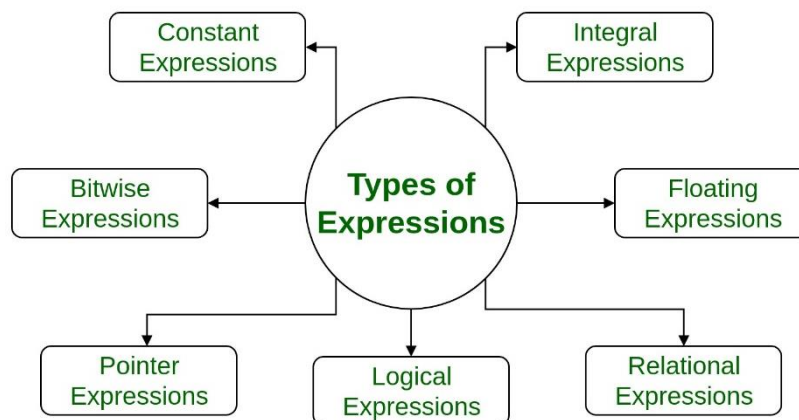 Constant
Expressions
Integral
Expressions
Types of
Expressions
Bitwise
Expressions
Floating
Expressions
Pointer
Expressions
Logical
Expressions
Relational
Expressions